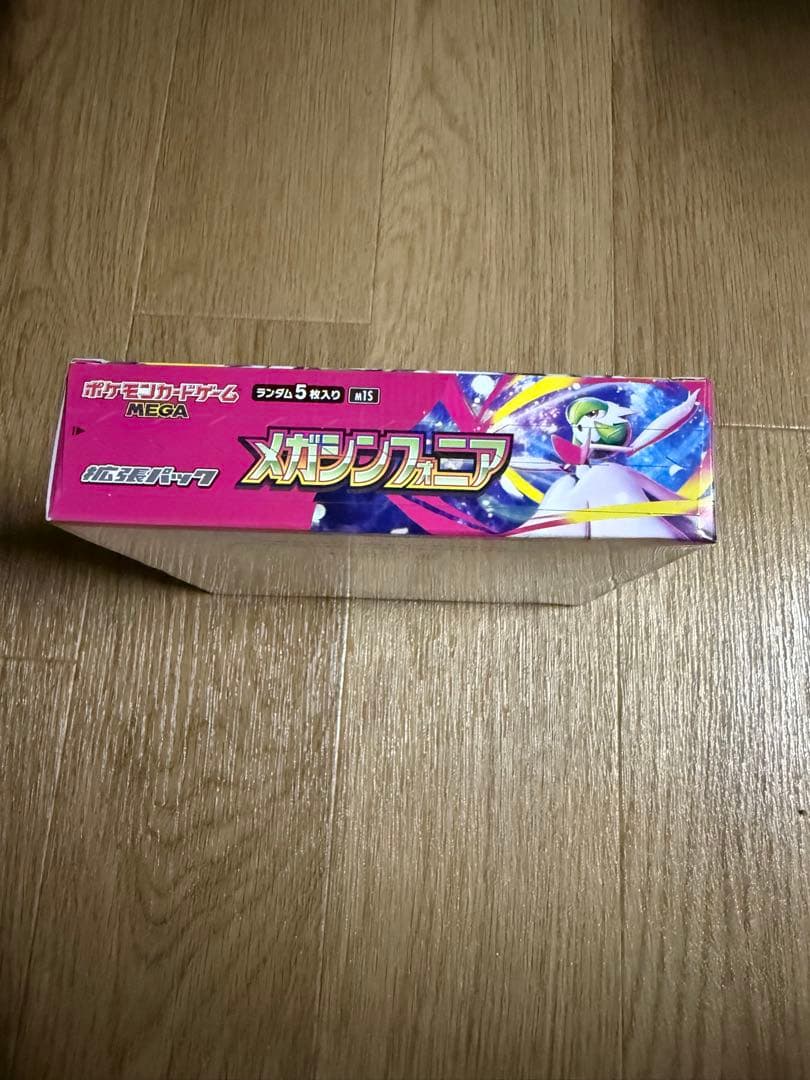 ポケモンカードゲーム
MEGA
ランダム5枚入り
M1S
拡張パック
メガシンフォニア